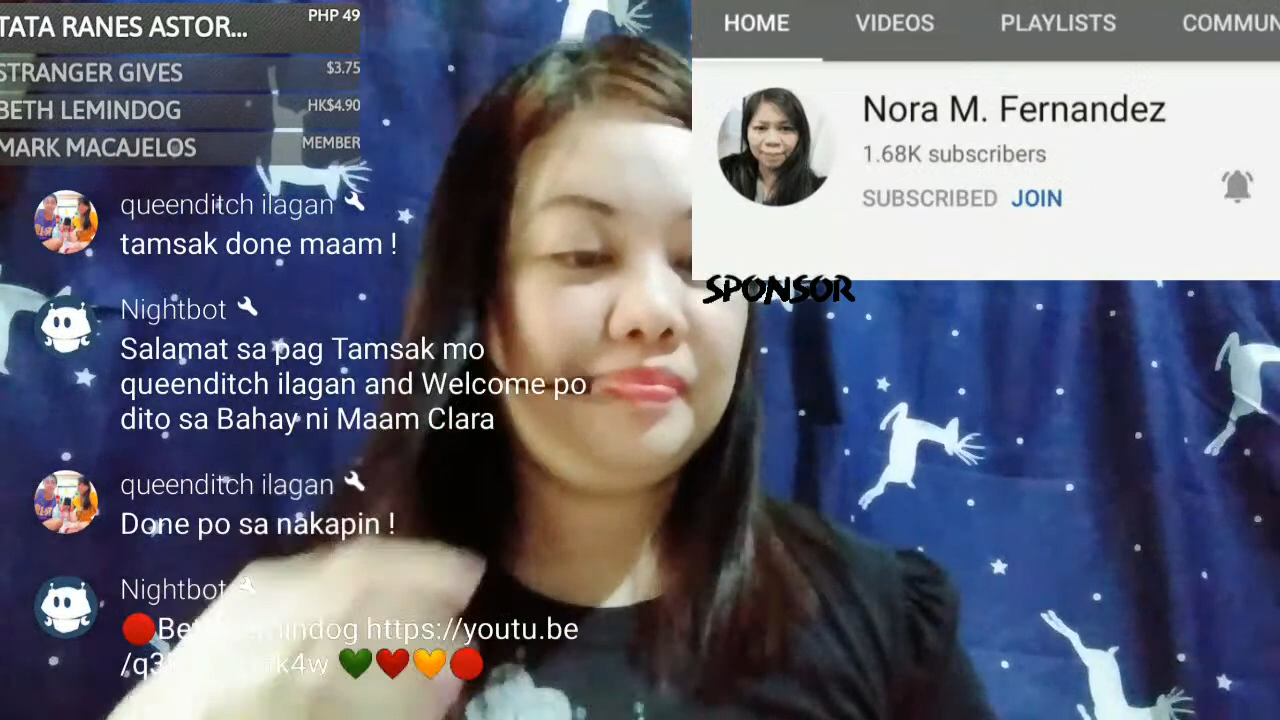 TATA RANES ASTOR... PHP 49
STRANGER GIVES $3.75
BETH LEMINDOG HK$4.90
MARK MACAJELOS MEMBER
queenditch ilagan
tamsak done maam !
Nightbot
Salamat sa pag Tamsak mo
queenditch ilagan and Welcome po
dito sa Bahay ni Maam Clara
queenditch ilagan
Done po sa nakapin !
Nightbot
https://youtu.be
HOME VIDEOS PLAYLISTS COMMUN
Nora M. Fernandez
1.68K subscribers
SUBSCRIBED JOIN
SPONSOR